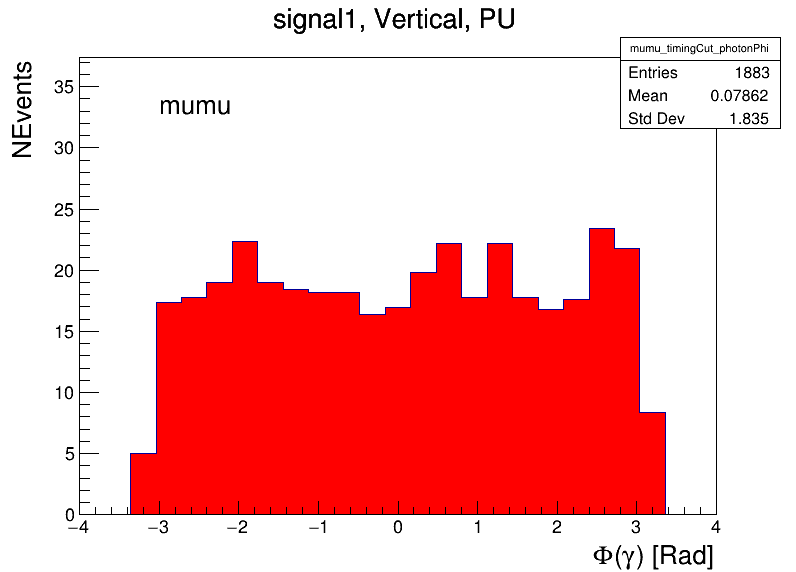 signal1, Vertical, PU
mumu_timingCut_photonPhi
Entries 1883
Mean 0.07862
Std Dev 1.835
NEvents
mumu
35
30
25
20
15
10
5
0
−4 −3 −2 −1 0 1 2 3 4
Φ(γ) [Rad]